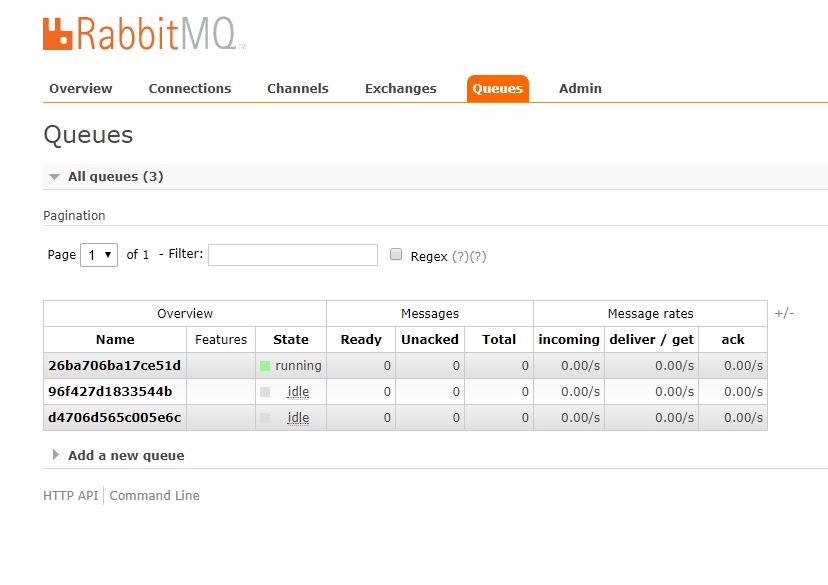 RabbitMQ TM
Overview Connections Channels Exchanges Queues Admin
Queues
All queues (3)
Pagination
Page 1 of 1 - Filter: Regex (?)(?)
Overview Messages Message rates +/-
Name Features State Ready Unacked Total incoming deliver / get ack
26ba706ba17ce51d running 0 0 0 0.00/s 0.00/s 0.00/s
96f427d1833544b idle 0 0 0 0.00/s 0.00/s 0.00/s
d4706d565c005e6c idle 0 0 0 0.00/s 0.00/s 0.00/s
Add a new queue
HTTP API Command Line